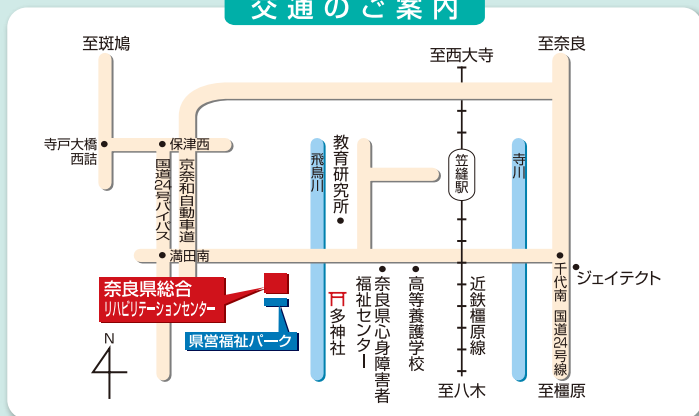 交通のご案内
至斑鳩
至西大寺
至奈良
寺戸大橋
西詰
保津西
国道24号バイパス
京奈和自動車道
飛鳥川
教育研究所
笠縫駅
寺川
満田南
千代南
国道24号線
ジェイテクト
奈良県総合
リハビリテーションセンター
県営福祉パーク
多神社
奈良県心身障害者
福祉センター
高等養護学校
近鉄橿原線
N
至八木
至橿原